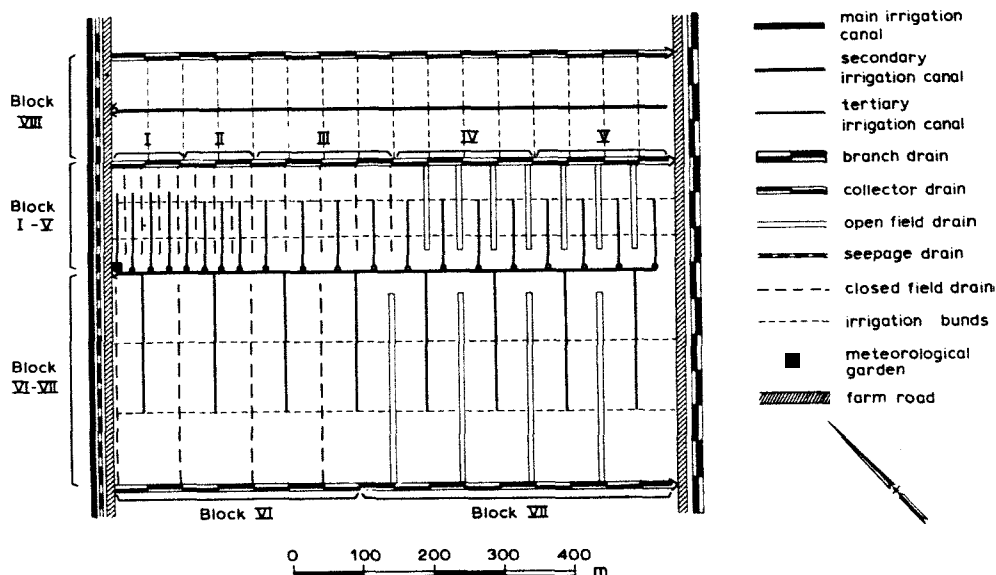 Block
VIII
I II III IV V
Block
I - V
Block
VI-VII
Block VI
Block VII
0 100 200 300 400
m
main irrigation
canal
secondary
irrigation canal
tertiary
irrigation canal
branch drain
collector drain
open field drain
seepage drain
closed field drain
irrigation bunds
meteorological
garden
farm road